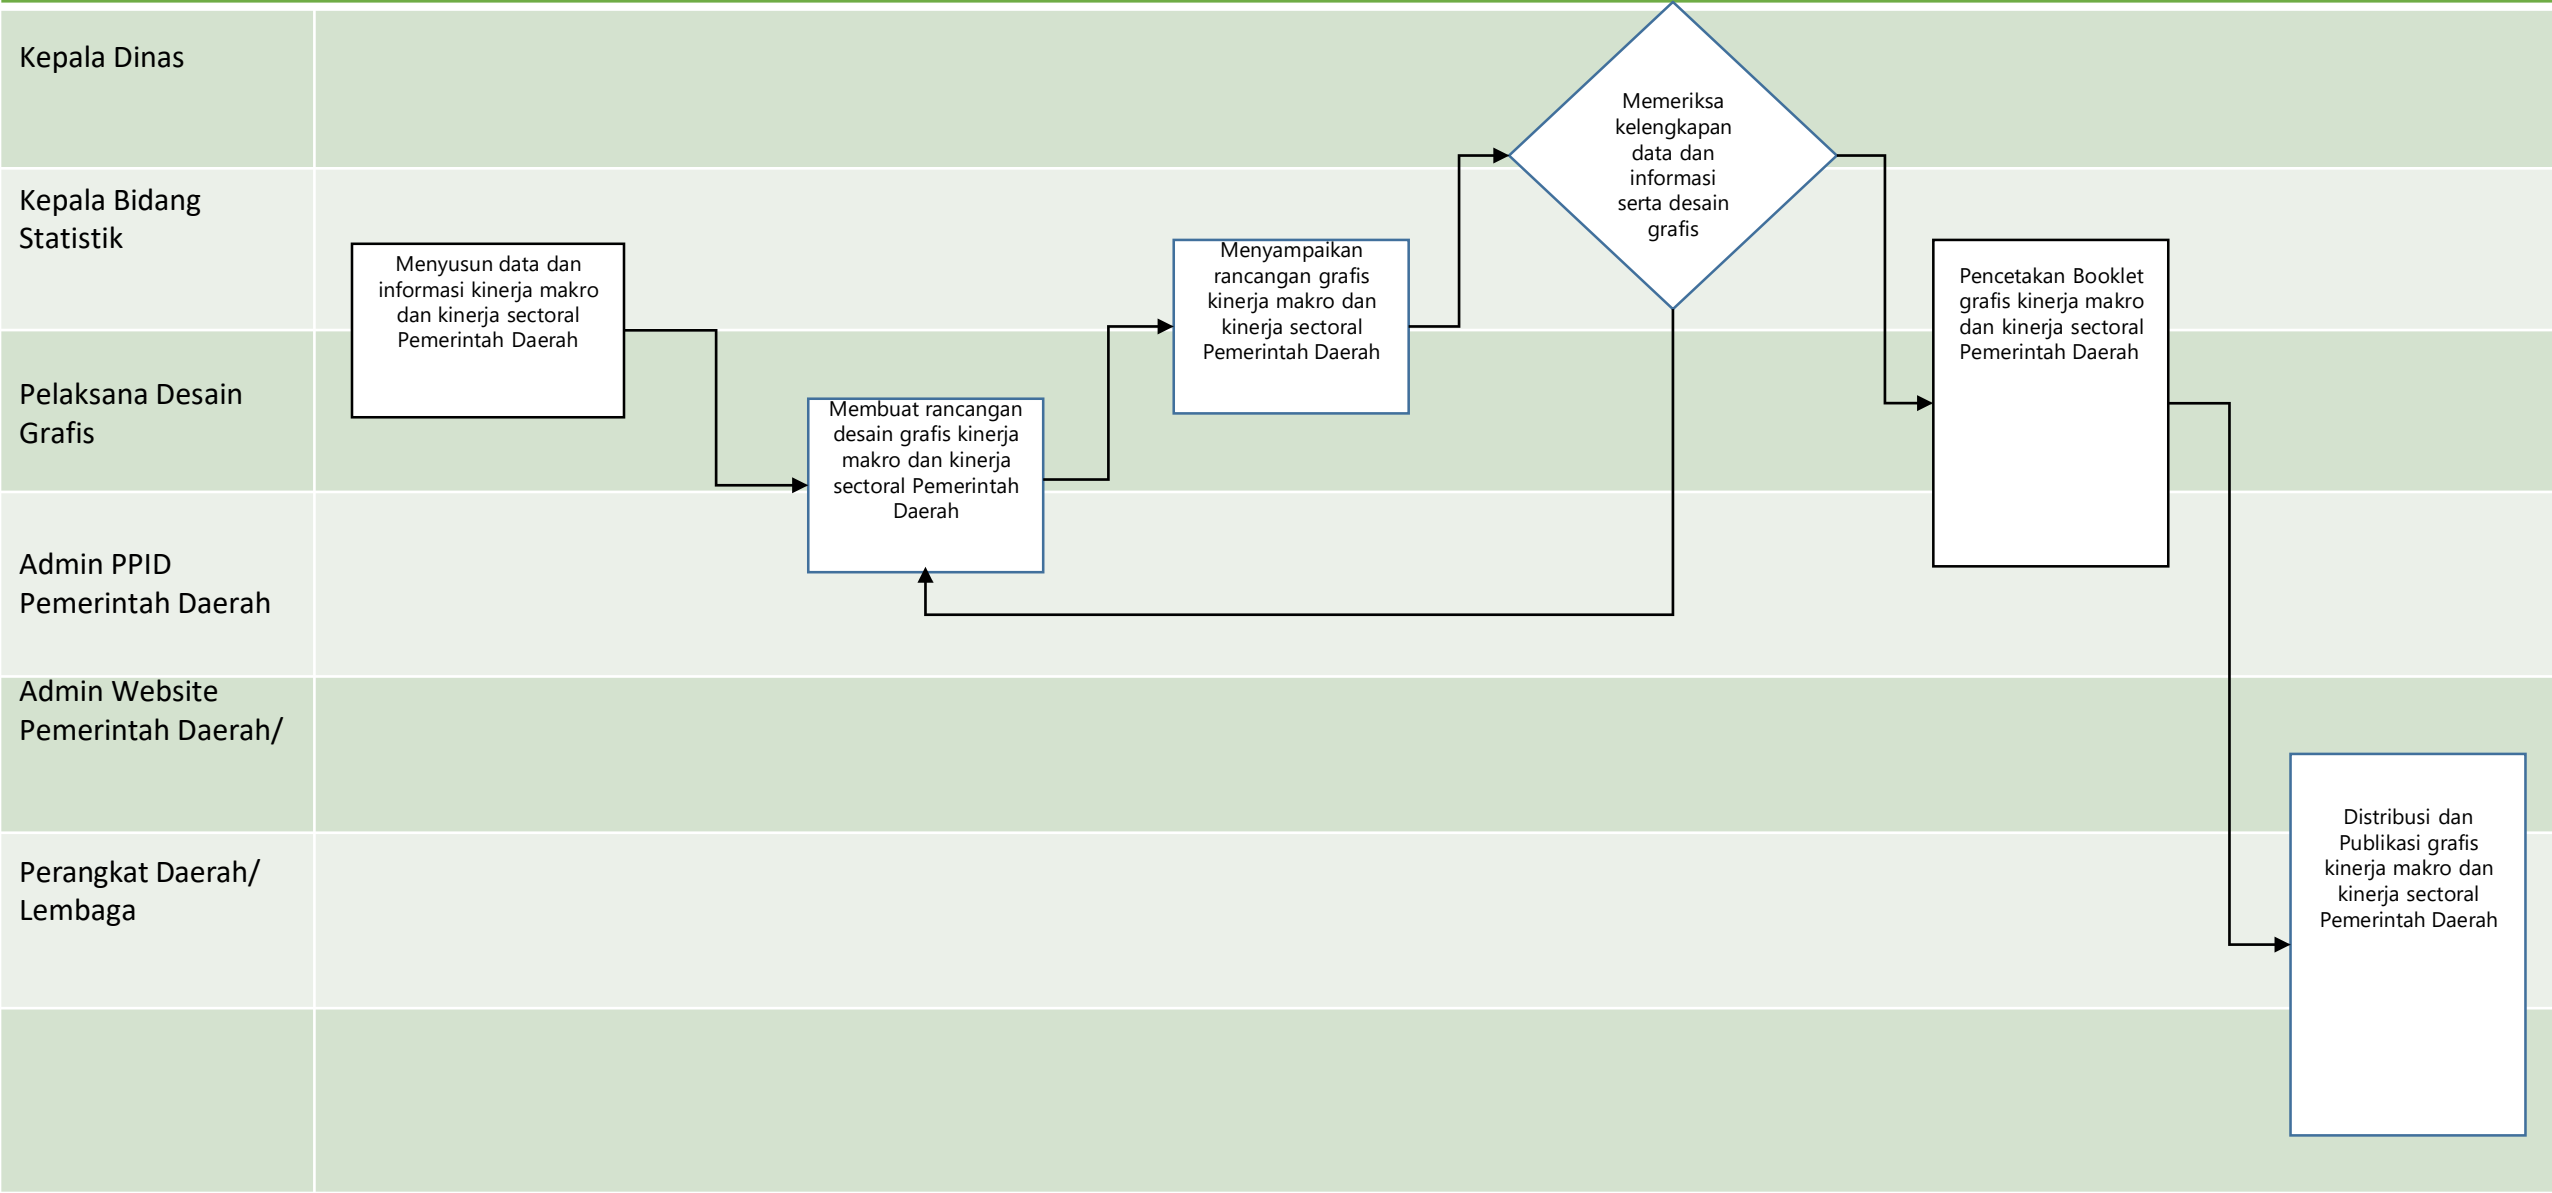 Kepala Dinas
Kepala Bidang
Statistik
Pelaksana Desain
Grafis
Admin PPID
Pemerintah Daerah
Admin Website
Pemerintah Daerah/
Perangkat Daerah/
Lembaga
Menyusun data dan
informasi kinerja makro
dan kinerja sectoral
Pemerintah Daerah
Membuat rancangan
desain grafis kinerja
makro dan kinerja
sectoral Pemerintah
Daerah
Menyampaikan
rancangan grafis
kinerja makro dan
kinerja sectoral
Pemerintah Daerah
Memeriksa
kelengkapan
data dan
informasi
serta desain
grafis
Pencetakan Booklet
grafis kinerja makro
dan kinerja sectoral
Pemerintah Daerah
Distribusi dan
Publikasi grafis
kinerja makro dan
kinerja sectoral
Pemerintah Daerah